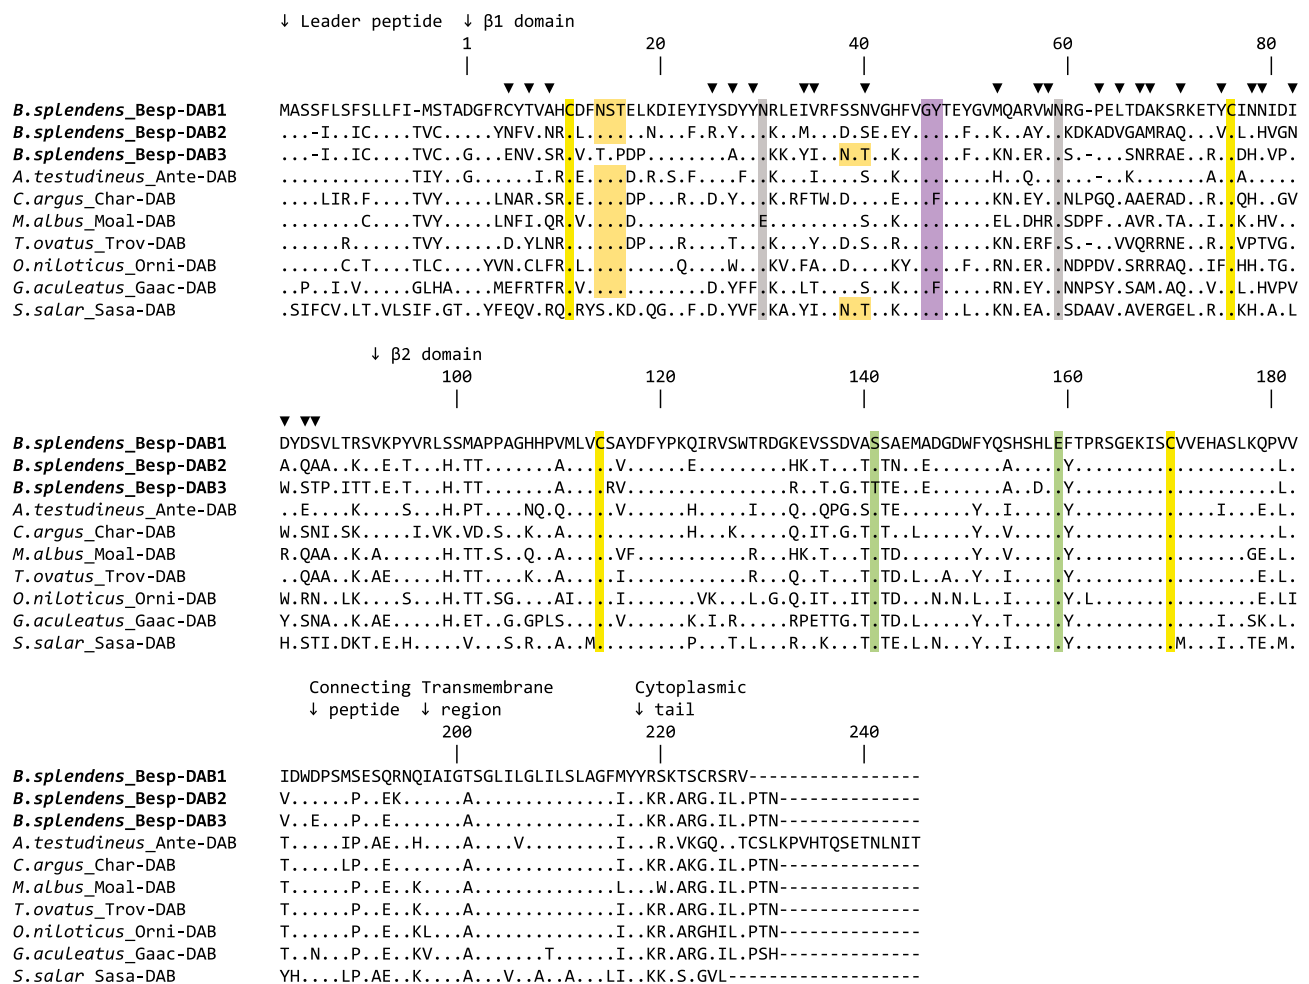 ↓ Leader peptide ↓ β1 domain
1 20 40 60 80
| | | | |
▼ ▼ ▼ ▼ ▼ ▼ ▼▼ ▼ ▼ ▼▼ ▼ ▼ ▼▼ ▼ ▼ ▼▼ ▼
B.splendens_Besp-DAB1 MASSFLSFSLLFI-MSTADGFRCYTVAHCDFNSTELKDIEYIYSDYYNRLEIVRFSSNVGHFVGYTEYGVMQARVWNRG-PELTDAKSRKETYCINNIDI
B.splendens_Besp-DAB2 ...-I..IC....TVC....YNFV.NR.L.......N...F.R.Y...K...M...D.SE.EY.....F..K...AY..KDKADVGAMRAQ...V.L.HVGN
B.splendens_Besp-DAB3 ...-I..IC....TVC..G...ENV.SR.V.T.PDP........A...KK.YI..N.T..K.......F..K.ER..S.-...SNRRAE..R..DH.VP.
A.testudineus_Ante-DAB .............TIY..G......I.R.E....D.R.S.F....F..K........S..K..........H..Q......-..K..........A.....
C.argus_Char-DAB ....LIR.F....TVY.....LNAR.SR.E....DP...R....D.Y..K.RFTW.D.....E...F.....KN.EY..NLPGQ.AAERAD..R..QH..GV
M.albus_Moal-DAB ........C....TVY.....LNFI.QR.V....D............E.........S..K..........EL.DHR.SDPF..AVR.TA..I..K.HV..
T.ovatus_Trov-DAB ......R......TVY......D.YLNR.......DP...R....T...K....Y..D.S..K..........KN.ERF.S.-..VVQRRNE..R..VPTVG.
O.niloticus_Orni-DAB ......C.T....TLC....YVN.CLFR.L.........Q....W...KV.FA..D....KY.....F..RN.ER..NDPDV.SRRRAQ..IF.HH.TG.
G.aculeatus_Gaac-DAB ..P..I.V.....GLHA....MEFRTFR.V............D.YFF.K..LT....S..K...F.....KN.EY..NNPSY.SAM.AQ...V..L.HVPV
S.salar_Sasa-DAB .SIFCV.LT.VLSIF.GT..YFEQV.RQ.RYS.KD.QG..F.D.YVF.KA.YI..N.T..K.......L..KN.EA..SDAAV.AVERGEL.R..KH.A.L
↓ β2 domain
100 120 140 160 180
| | | | |
▼ ▼▼
B.splendens_Besp-DAB1 DYDSVLTRSVKPYVRLSSMAPPAGHHPVMLVCSAYDFYPKQIRVSWTRDGKEVSSDVASSAEMADGDWFYQSHSHLEFTPRSGEKISCVVEHASLKQPVV
B.splendens_Besp-DAB2 A.QAA..K..E.T...H.TT.......A.....V......E.........HK.T...T.TN..E.............Y....................L.
B.splendens_Besp-DAB3 W.STP.ITT.E.T...H.TT.......A....RV................R..T.G.TTTE..E.......A..D..Y....................L.
A.testudineus_Ante-DAB ..E....K....S...H.PT....NQ.Q.....V......H.....I...Q..QPG.S.TE.......Y..I.....Y..............I...E.L.
C.argus_Char-DAB W.SNI.SK.....I.VK.VD.S..K..A............H...K.....Q.IT.G.T.T........Y..V.....Y....................L.
M.albus_Moal-DAB R.QAA..K.A......H.TT.S..Q..A.....VF...........R...HK.T...T.TD.......Y..V.....Y.................GE.L.
T.ovatus_Trov-DAB ..QAA..K.AE.....H.TT....K..A.....I............R...Q..T...T.TD.L..A..Y..I.....Y..................E.L.
O.niloticus_Orni-DAB W.RN..LK....S...H.TT.SG....AI....I.......VK...L.G.Q.IT..IT.TD...N.N.L..I.....Y.L................E.LI
G.aculeatus_Gaac-DAB Y.SNA..K.AE.....H.ET..G.GPLS.....V......K.I.R.....RPETTG.T.TD.L.....Y..I.....Y..............I..SK.L.
S.salar_Sasa-DAB H.STI.DKT.E.H.....V...S.R..A..M.........P...T.L...R..K...T.TE.L..N..Y..I.....Y..........M...I..TE.M.
Connecting Transmembrane Cytoplasmic
↓ peptide ↓ region ↓ tail
200 220 240
| | |
B.splendens_Besp-DAB1 IDWDPSMSESQRNQIAIGTSGLILGLILSLAGFMYYRSKTSCRSRV-----------------
B.splendens_Besp-DAB2 V......P..EK......A..............I..KR.ARG.IL.PTN--------------
B.splendens_Besp-DAB3 V..E...P..E.......A..............I..KR.ARG.IL.PTN--------------
A.testudineus_Ante-DAB T.....IP.AE..H.........V.........I...R.VKGQ..TCSLKPVHTQSETNLNIT
C.argus_Char-DAB T.....LP..E.......A..............I..KR.AKG.IL.PTN--------------
M.albus_Moal-DAB T......P..E..K....A..............L...W.ARG.IL.PTN--------------
T.ovatus_Trov-DAB T......P..E..K....A..............I..KR.ARG.IL.PTN--------------
O.niloticus_Orni-DAB T......P..E..KL...A..............I..KR.ARGHIL.PTN--------------
G.aculeatus_Gaac-DAB T..N...P..E..KV...A.......T......I..KR.ARG.IL.PSH--------------
S.salar Sasa-DAB YH....LP.AE..K....A...V..A..A...LI..KK.S.GVL-------------------